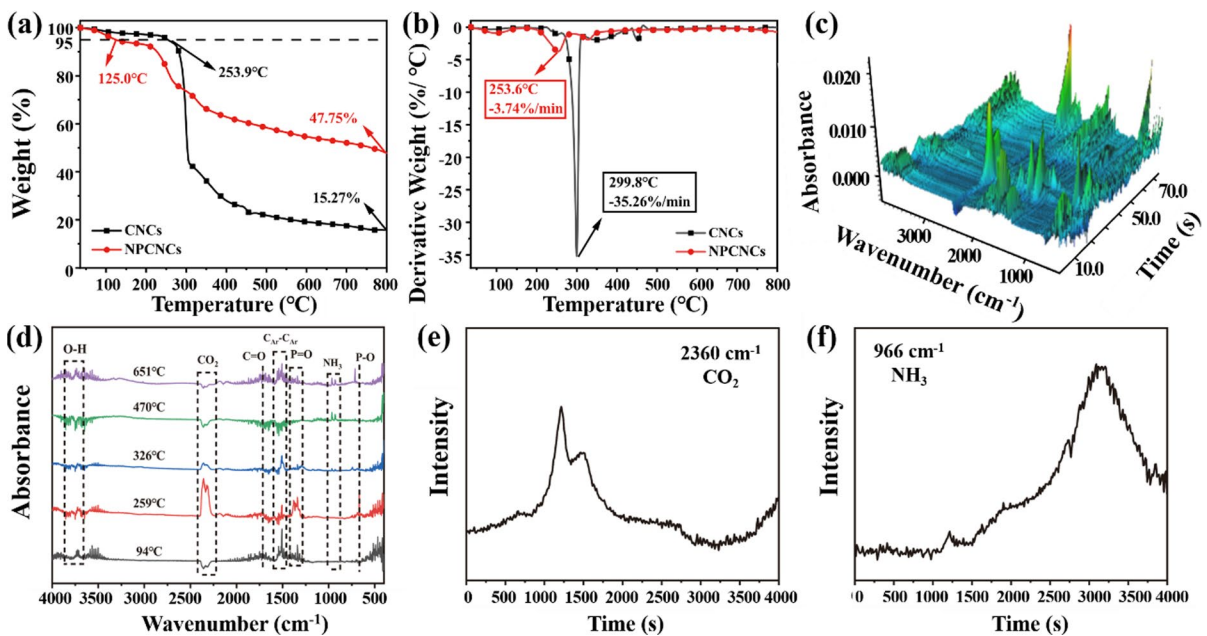 (a)
100
95
80
60
40
20
0
Weight (%)
125.0°C
253.9°C
47.75%
15.27%
CNCs
NPCNCs
100 200 300 400 500 600 700 800
Temperature (°C)
(b)
0
-5
-10
-15
-20
-25
-30
-35
Derivative Weight (%/ °C)
253.6°C
-3.74%/min
299.8°C
-35.26%/min
CNCs
NPCNCs
0 100 200 300 400 500 600 700 800
Temperature (°C)
(c)
0.020
0.010
0.000
Absorbance
3000
2000
1000
Wavenumber (cm-1)
10.0
50.0
70.0
Time (s)
(d)
O-H
CO2
C=O
CAr-CAr
P=O
NH3
P-O
651°C
470°C
326°C
259°C
94°C
Absorbance
4000 3500 3000 2500 2000 1500 1000 500
Wavenumber (cm-1)
(e)
2360 cm-1
CO2
Intensity
0 500 1000 1500 2000 2500 3000 3500 4000
Time (s)
(f)
966 cm-1
NH3
Intensity
0 500 1000 1500 2000 2500 3000 3500 4000
Time (s)